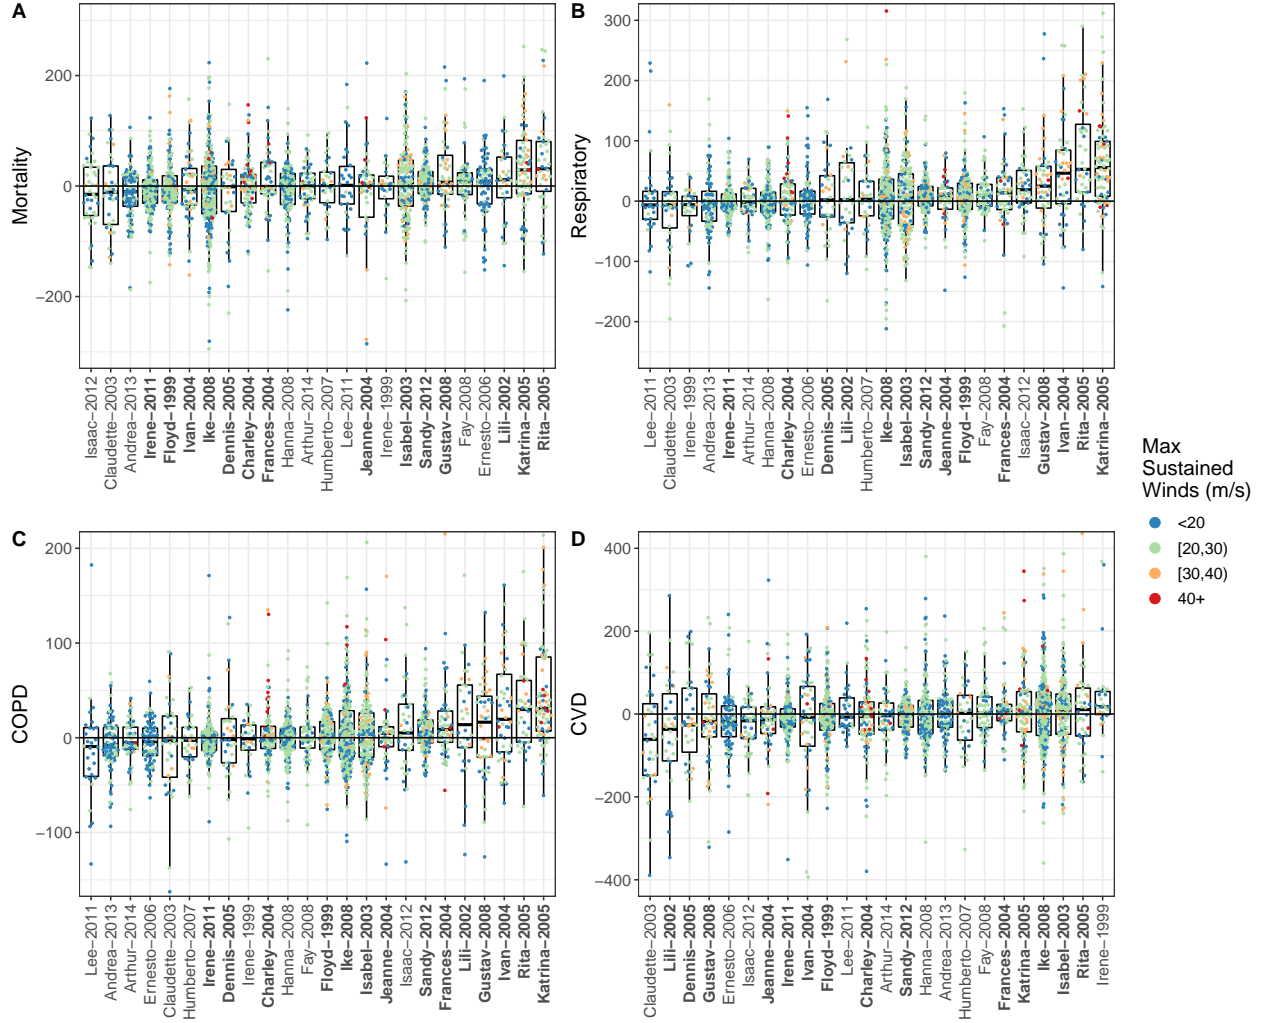 A
Mortality
200
0
−200
Isaac−2012
Claudette−2003
Andrea−2013
Irene−2011
Floyd−1999
Ivan−2004
Ike−2008
Dennis−2005
Charley−2004
Frances−2004
Hanna−2008
Arthur−2014
Humberto−2007
Lee−2011
Jeanne−2004
Irene−1999
Isabel−2003
Sandy−2012
Gustav−2008
Fay−2008
Ernesto−2006
Lili−2002
Katrina−2005
Rita−2005
B
Respiratory
300
200
100
0
−100
−200
Lee−2011
Claudette−2003
Irene−1999
Andrea−2013
Irene−2011
Arthur−2014
Hanna−2008
Charley−2004
Ernesto−2006
Dennis−2005
Lili−2002
Humberto−2007
Ike−2008
Isabel−2003
Sandy−2012
Jeanne−2004
Floyd−1999
Fay−2008
Frances−2004
Isaac−2012
Gustav−2008
Ivan−2004
Rita−2005
Katrina−2005
C
COPD
200
100
0
−100
Lee−2011
Andrea−2013
Arthur−2014
Ernesto−2006
Claudette−2003
Humberto−2007
Irene−2011
Dennis−2005
Irene−1999
Charley−2004
Hanna−2008
Fay−2008
Floyd−1999
Ike−2008
Isabel−2003
Jeanne−2004
Isaac−2012
Sandy−2012
Frances−2004
Lili−2002
Gustav−2008
Ivan−2004
Rita−2005
Katrina−2005
D
CVD
400
200
0
−200
−400
Claudette−2003
Lili−2002
Dennis−2005
Gustav−2008
Ernesto−2006
Isaac−2012
Jeanne−2004
Irene−2011
Ivan−2004
Floyd−1999
Lee−2011
Charley−2004
Arthur−2014
Sandy−2012
Hanna−2008
Andrea−2013
Humberto−2007
Fay−2008
Frances−2004
Katrina−2005
Ike−2008
Isabel−2003
Rita−2005
Irene−1999
Max
Sustained
Winds (m/s)
<20
[20,30)
[30,40)
40+